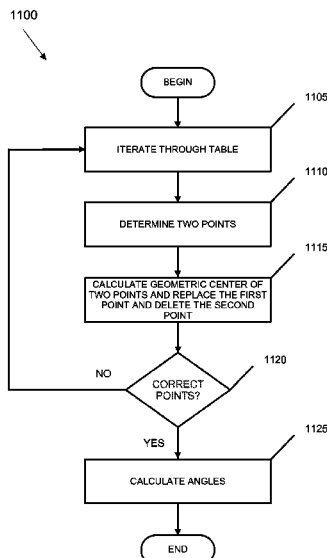 1100
BEGIN
1105
ITERATE THROUGH TABLE
1110
DETERMINE TWO POINTS
1115
CALCULATE GEOMETRIC CENTER OF
TWO POINTS AND REPLACE THE FIRST
POINT AND DELETE THE SECOND
POINT
1120
NO
CORRECT
POINTS?
YES
1125
CALCULATE ANGLES
END